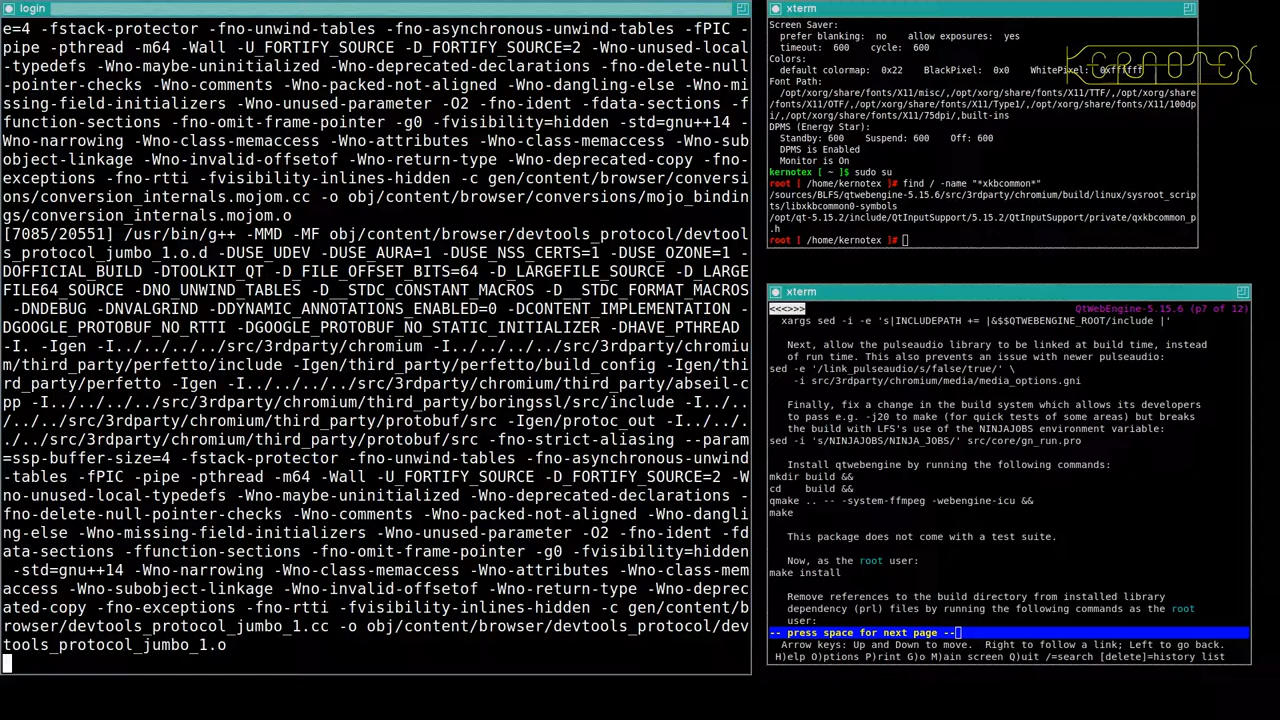 login
e=4 -fstack-protector -fno-unwind-tables -fno-asynchronous-unwind-tables -fPIC -
pipe -pthread -m64 -Wall -U_FORTIFY_SOURCE -D_FORTIFY_SOURCE=2 -Wno-unused-local
-typedefs -Wno-maybe-uninitialized -Wno-deprecated-declarations -fno-delete-null
-pointer-checks -Wno-comments -Wno-packed-not-aligned -Wno-dangling-else -Wno-mi
ssing-field-initializers -Wno-unused-parameter -O2 -fno-ident -fdata-sections -f
function-sections -fno-omit-frame-pointer -g0 -fvisibility=hidden -std=gnu++14 -
Wno-narrowing -Wno-class-memaccess -Wno-attributes -Wno-class-memaccess -Wno-sub
object-linkage -Wno-invalid-offsetof -Wno-return-type -Wno-deprecated-copy -fno-
exceptions -fno-rtti -fvisibility-inlines-hidden -c gen/content/browser/conversi
ons/conversion_internals.mojom.cc -o obj/content/browser/conversions/mojo_bindin
gs/conversion_internals.mojom.o
[7085/20551] /usr/bin/g++ -MMD -MF obj/content/browser/devtools_protocol/devtool
s_protocol_jumbo_1.o.d -DUSE_UDEV -DUSE_AURA=1 -DUSE_NSS_CERTS=1 -DUSE_OZONE=1 -
DOFFICIAL_BUILD -DTOOLKIT_QT -D_FILE_OFFSET_BITS=64 -D_LARGEFILE_SOURCE -D_LARGE
FILE64_SOURCE -DNO_UNWIND_TABLES -D__STDC_CONSTANT_MACROS -D__STDC_FORMAT_MACROS
-DNDEBUG -DNVALGRIND -DDYNAMIC_ANNOTATIONS_ENABLED=0 -DCONTENT_IMPLEMENTATION -
DGOOGLE_PROTOBUF_NO_RTTI -DGOOGLE_PROTOBUF_NO_STATIC_INITIALIZER -DHAVE_PTHREAD
-I. -Igen -I../../../../src/3rdparty/chromium -I../../../../src/3rdparty/chromiu
m/third_party/perfetto/include -Igen/third_party/perfetto/build_config -Igen/thi
rd_party/perfetto -Igen -I../../../../src/3rdparty/chromium/third_party/abseil-c
pp -I../../../../src/3rdparty/chromium/third_party/boringssl/src/include -I../..
/../../src/3rdparty/chromium/third_party/protobuf/src -Igen/protoc_out -I../../.
./../src/3rdparty/chromium/third_party/protobuf/src -fno-strict-aliasing --param
=ssp-buffer-size=4 -fstack-protector -fno-unwind-tables -fno-asynchronous-unwind
-tables -fPIC -pipe -pthread -m64 -Wall -U_FORTIFY_SOURCE -D_FORTIFY_SOURCE=2 -W
no-unused-local-typedefs -Wno-maybe-uninitialized -Wno-deprecated-declarations -
fno-delete-null-pointer-checks -Wno-comments -Wno-packed-not-aligned -Wno-dangli
ng-else -Wno-missing-field-initializers -Wno-unused-parameter -O2 -fno-ident -fd
ata-sections -ffunction-sections -fno-omit-frame-pointer -g0 -fvisibility=hidden
-std=gnu++14 -Wno-narrowing -Wno-class-memaccess -Wno-attributes -Wno-class-mem
access -Wno-subobject-linkage -Wno-invalid-offsetof -Wno-return-type -Wno-deprec
ated-copy -fno-exceptions -fno-rtti -fvisibility-inlines-hidden -c gen/content/b
rowser/devtools_protocol/devtools_protocol_jumbo_1.cc -o obj/content/browser/dev
tools_protocol/devtools_protocol_jumbo_1.o
xterm
Screen Saver:
prefer blanking: no allow exposures: yes
timeout: 600 cycle: 600
Colors:
default colormap: 0x22 BlackPixel: 0x0 WhitePixel: 0xffffff
Font Path:
/opt/xorg/share/fonts/X11/misc/,/opt/xorg/share/fonts/X11/TTF/,/opt/xorg/share
/fonts/X11/OTF/,/opt/xorg/share/fonts/X11/Type1/,/opt/xorg/share/fonts/X11/100dp
i/,/opt/xorg/share/fonts/X11/75dpi/,built-ins
DPMS (Energy Star):
Standby: 600 Suspend: 600 Off: 600
DPMS is Enabled
Monitor is On
kernotex [ ~ ]$ sudo su
root [ /home/kernotex ]# find / -name "*xkbcommon*"
/sources/BLFS/qtwebengine-5.15.6/src/3rdparty/chromium/build/linux/sysroot_scrip
ts/libxkbcommon0-symbols
/opt/qt-5.15.2/include/QtInputSupport/5.15.2/QtInputSupport/private/qxkbcommon_p
.h
root [ /home/kernotex ]#
KERNOTEX
xterm
<<<>>> QtWebEngine-5.15.6 (p7 of 12)
xargs sed -i -e 's|INCLUDEPATH += |&$$QTWEBENGINE_ROOT/include |'
Next, allow the pulseaudio library to be linked at build time, instead
of run time. This also prevents an issue with newer pulseaudio:
sed -e '/link_pulseaudio/s/false/true/' \
-i src/3rdparty/chromium/media/media_options.gni
Finally, fix a change in the build system which allows its developers
to pass e.g. -j20 to make (for quick tests of some areas) but breaks
the build with LFS's use of the NINJAJOBS environment variable:
sed -i 's/NINJAJOBS/NINJA_JOBS/' src/core/gn_run.pro
Install qtwebengine by running the following commands:
mkdir build &&
cd build &&
qmake .. -- -system-ffmpeg -webengine-icu &&
make
This package does not come with a test suite.
Now, as the root user:
make install
Remove references to the build directory from installed library
dependency (prl) files by running the following commands as the root
user:
-- press space for next page --
Arrow keys: Up and Down to move. Right to follow a link; Left to go back.
H)elp O)ptions P)rint G)o M)ain screen Q)uit /=search [delete]=history list